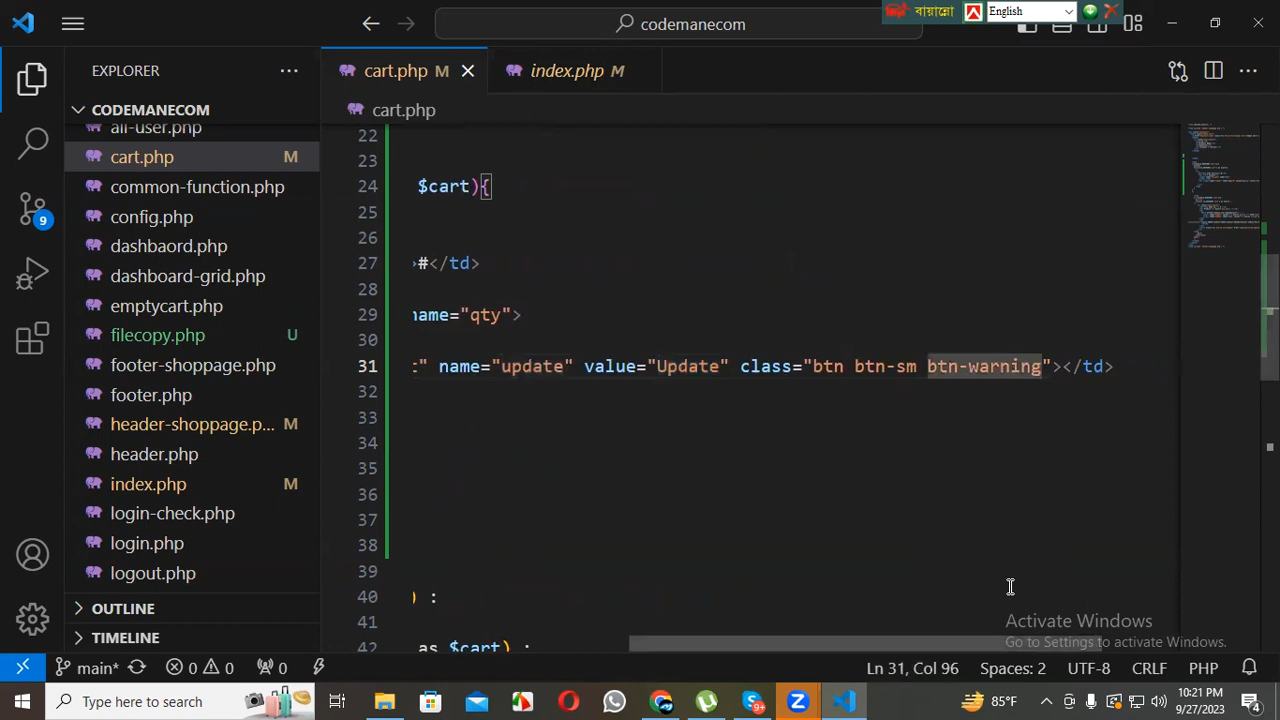 codemanecom
বায়ান্নো
English
EXPLORER
cart.php M
index.php M
CODEMANECOM
cart.php
all-user.php
cart.php M
common-function.php
config.php
dashbaord.php
dashboard-grid.php
emptycart.php
filecopy.php U
footer-shoppage.php
footer.php
header-shoppage.p... M
header.php
index.php M
login-check.php
login.php
logout.php
OUTLINE
TIMELINE
9
22
23
24 $cart){
25
26
27 >#</td>
28
29 name="qty">
30
31 t" name="update" value="Update" class="btn btn-sm btn-warning"></td>
32
33
34
35
36
37
38
39
40 ) :
41
42 as $cart) :
Activate Windows
Go to Settings to activate Windows.
main* 0 0 0
Ln 31, Col 96 Spaces: 2 UTF-8 CRLF PHP
Type here to search
9+
85°F
10:21 PM
9/27/2023
4